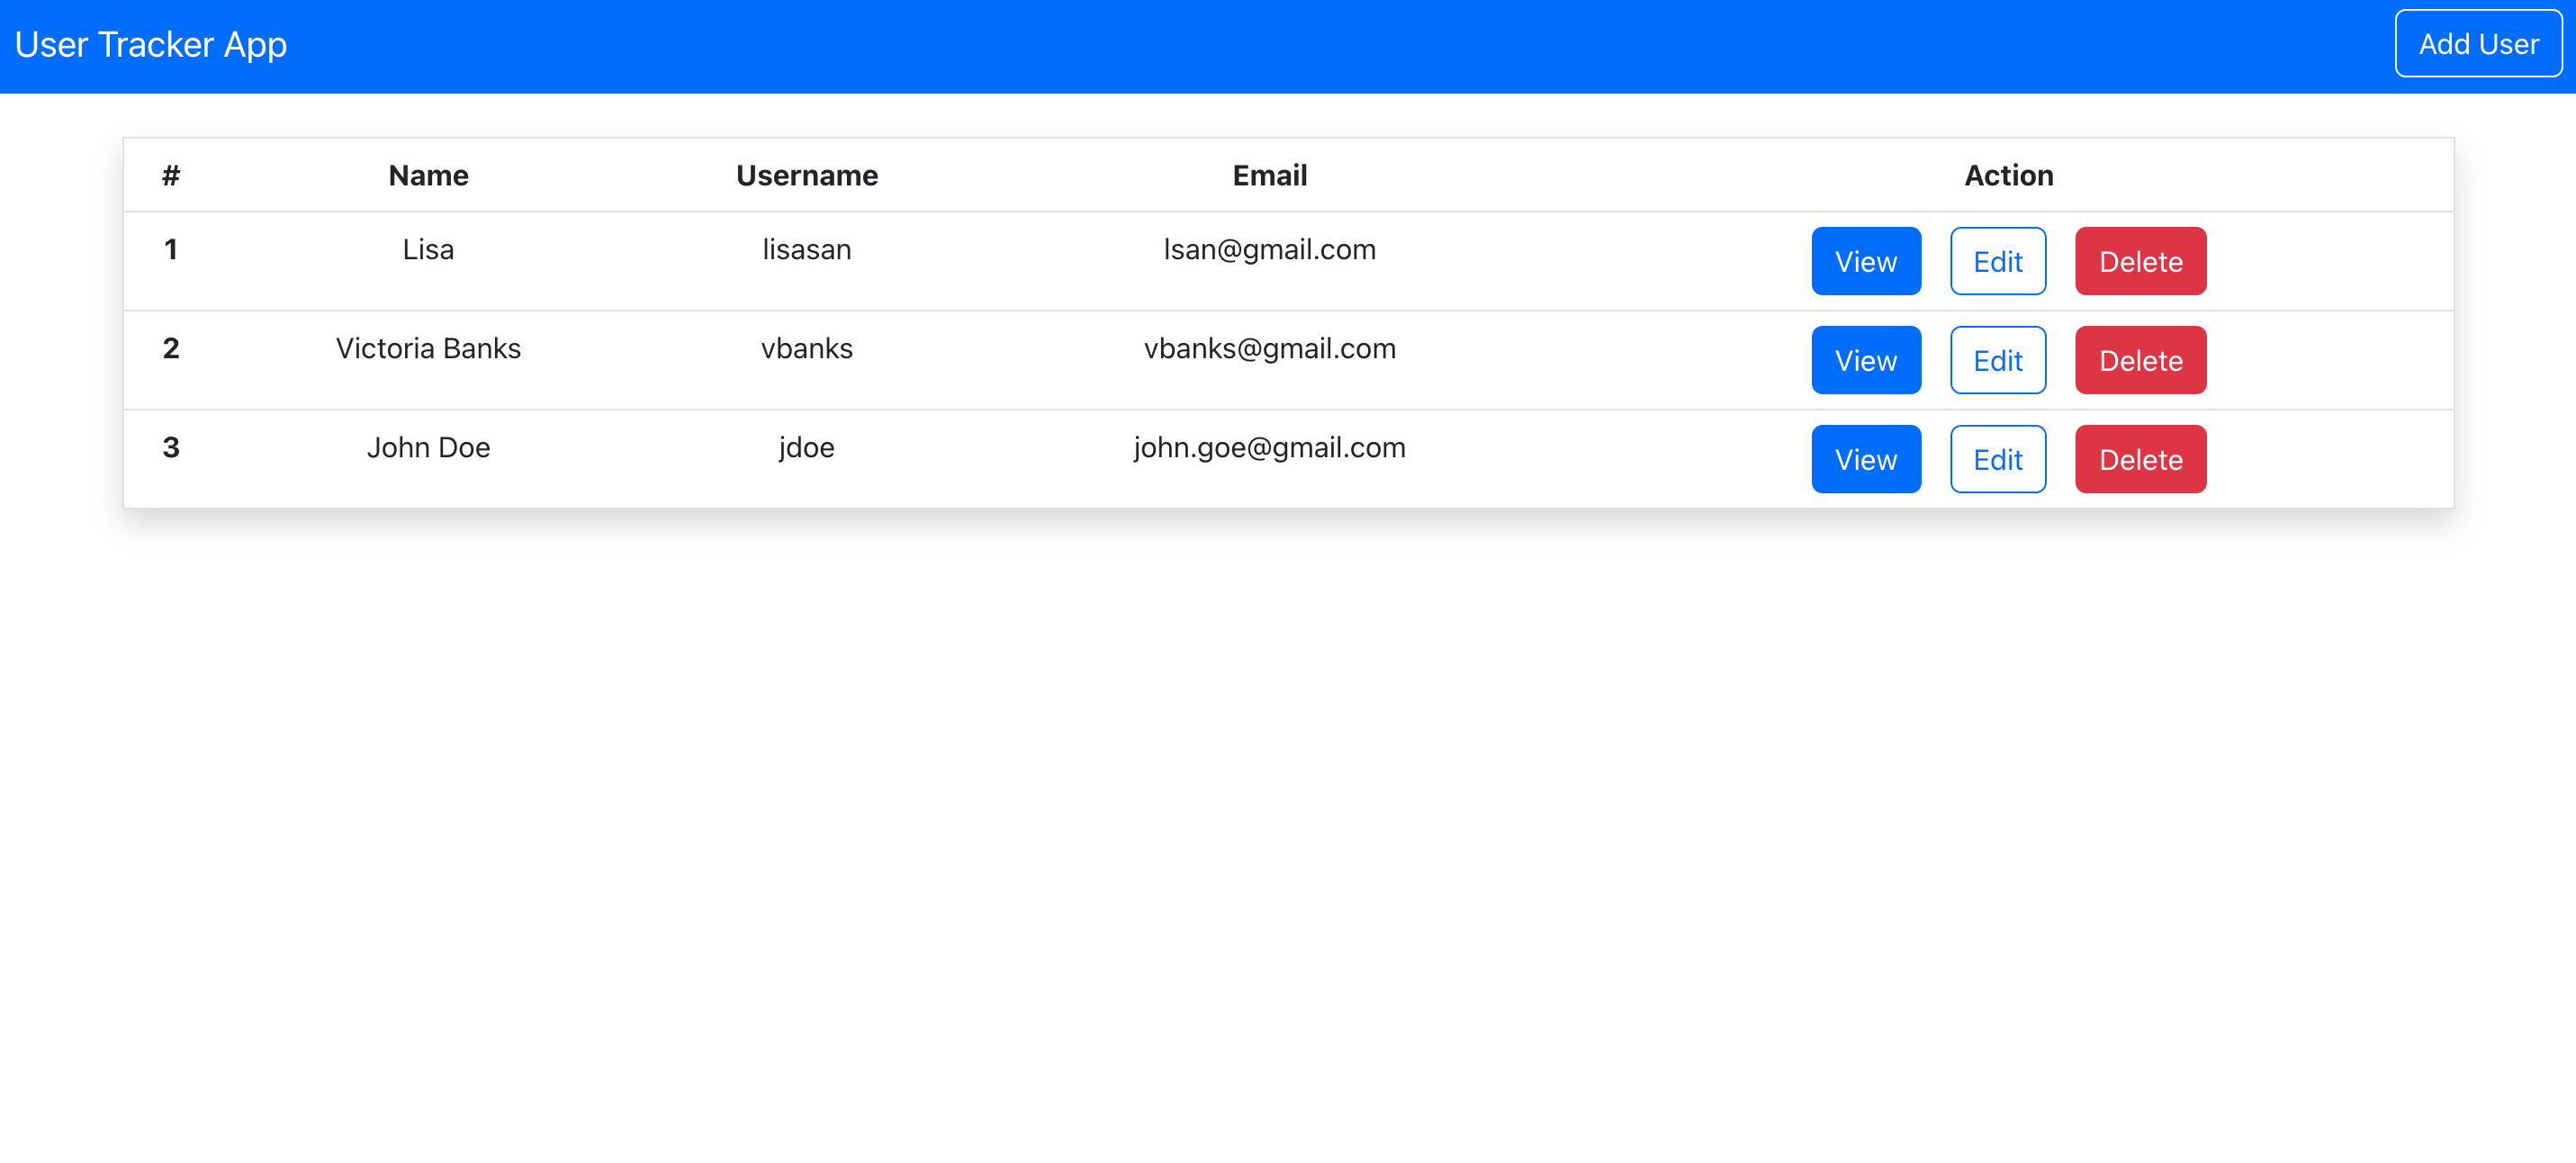 User Tracker App Add User
# Name Username Email Action
1 Lisa lisasan lsan@gmail.com View Edit Delete
2 Victoria Banks vbanks vbanks@gmail.com View Edit Delete
3 John Doe jdoe john.goe@gmail.com View Edit Delete